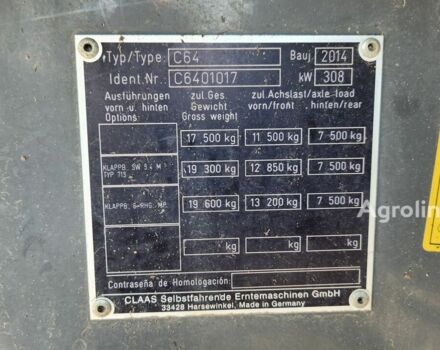 Typ/Type: C64 Bauj. 2014
Ident.Nr.: C6401017 kW 308
Ausführungen zul. Ges. zul. Achslast/axle load
vorn u. hinten Gewicht vorn/front hinten/rear
Options: Gross weight
17 500 kg 11 500 kg 7 500 kg
KLAPPB. SW 9.4 M 19 300 kg 12 850 kg 7 500 kg
TYP 713
KLAPPB. 6-RHG. MP. 19 600 kg 13 200 kg 7 500 kg
kg kg kg
Contraseña de Homologación:
CLAAS Selbstfahrende Erntemaschinen GmbH
33428 Harsewinkel, Made in Germany
Agrolin